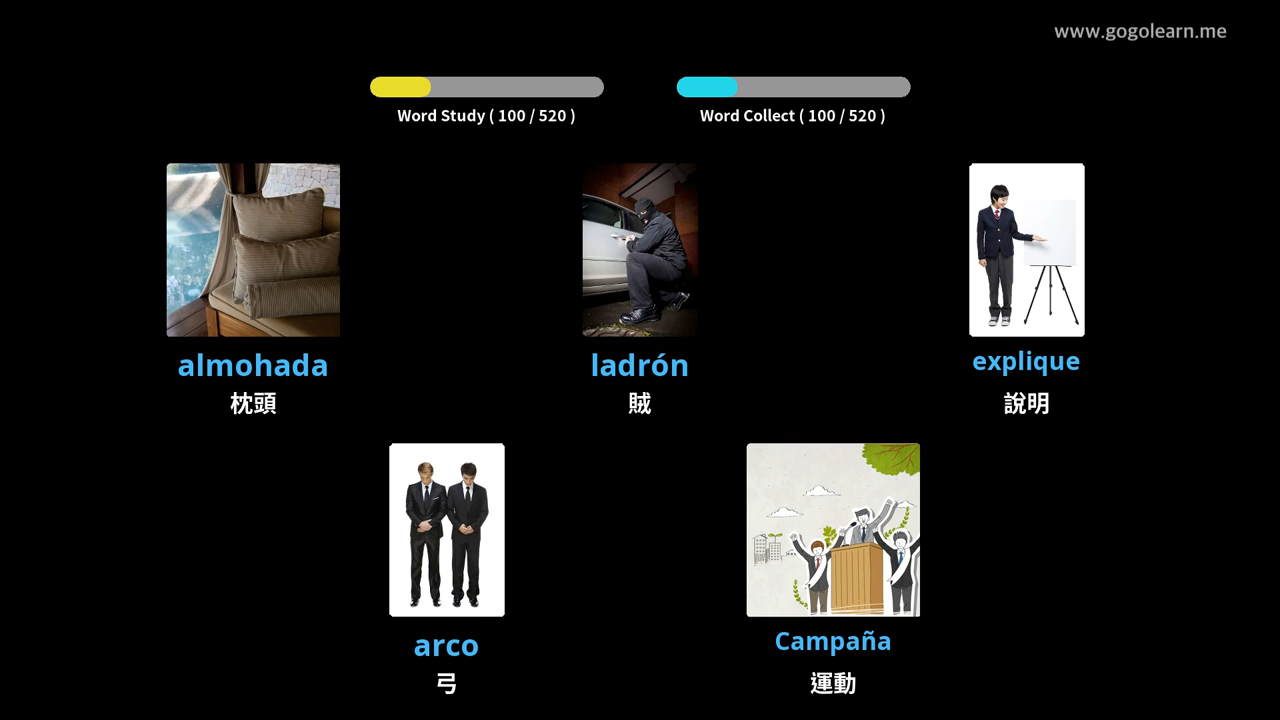 www.gogolearn.me
Word Study ( 100 / 520 )
Word Collect ( 100 / 520 )
almohada
枕頭
ladrón
賊
explique
說明
arco
弓
Campaña
運動